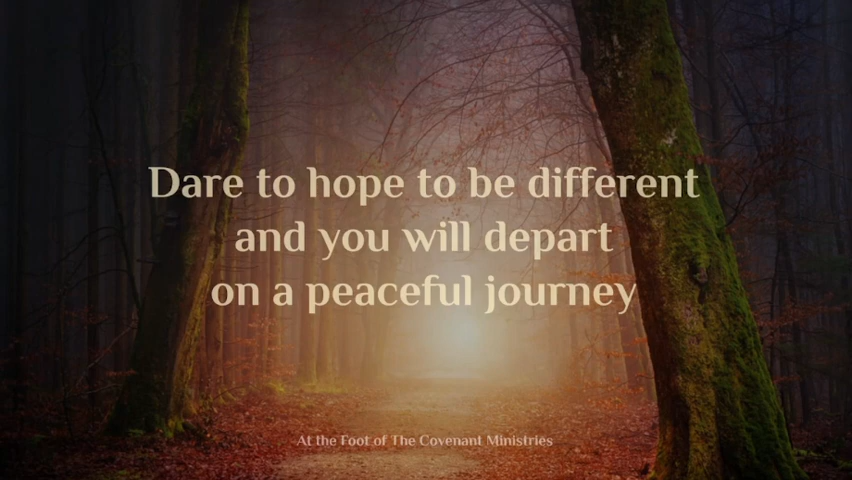 Dare to hope to be different
and you will depart
on a peaceful journey
At the Foot of The Covenant Ministries